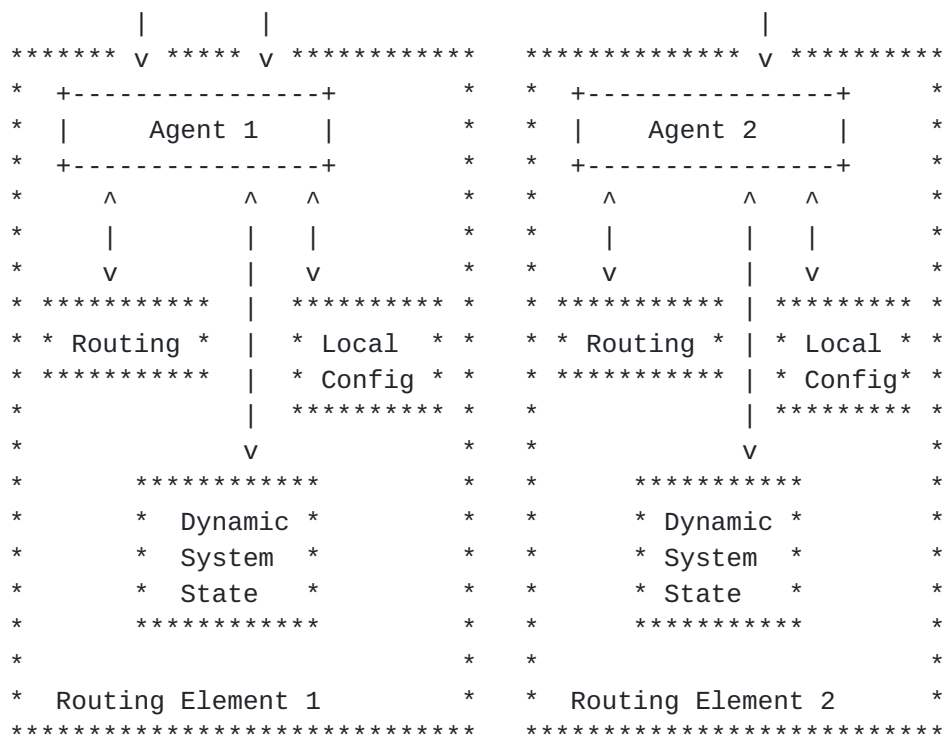 |       |                                |
******* v ***** v ************   ************** v **********
*  +----------------+        *   *  +----------------+     *
*  |     Agent 1    |        *   *  |    Agent 2     |     *
*  +----------------+        *   *  +----------------+     *
*     ^        ^   ^         *   *    ^        ^   ^       *
*     |        |   |         *   *    |        |   |       *
*     v        |   v         *   *    v        |   v       *
* ***********  |  ********** *   * *********** | ********* *
* * Routing *  |  * Local  * *   * * Routing * | * Local * *
* ***********  |  * Config * *   * *********** | * Config* *
*              |  ********** *   *             | ********* *
*              v             *   *             v           *
*       ************         *   *      ***********        *
*       *  Dynamic *         *   *      * Dynamic *        *
*       *  System  *         *   *      * System  *        *
*       *  State   *         *   *      * State   *        *
*       ************         *   *      ***********        *
*                            *   *                         *
*  Routing Element 1         *   *  Routing Element 2      *
******************************   ***************************